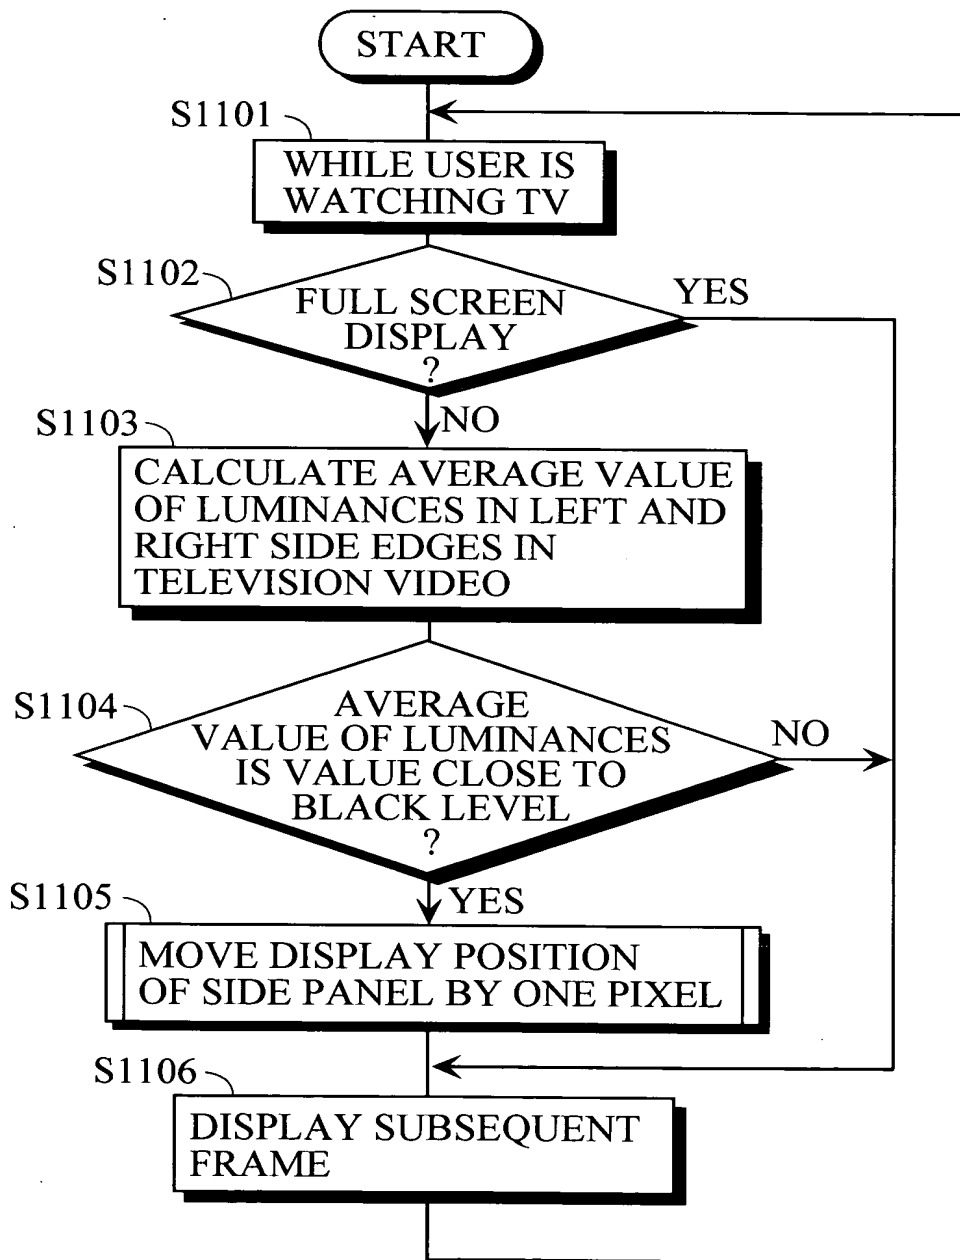 START
S1101
WHILE USER IS
WATCHING TV
S1102
FULL SCREEN
DISPLAY
?
YES
NO
S1103
CALCULATE AVERAGE VALUE
OF LUMINANCES IN LEFT AND
RIGHT SIDE EDGES IN
TELEVISION VIDEO
S1104
AVERAGE
VALUE OF LUMINANCES
IS VALUE CLOSE TO
BLACK LEVEL
?
NO
YES
S1105
MOVE DISPLAY POSITION
OF SIDE PANEL BY ONE PIXEL
S1106
DISPLAY SUBSEQUENT
FRAME